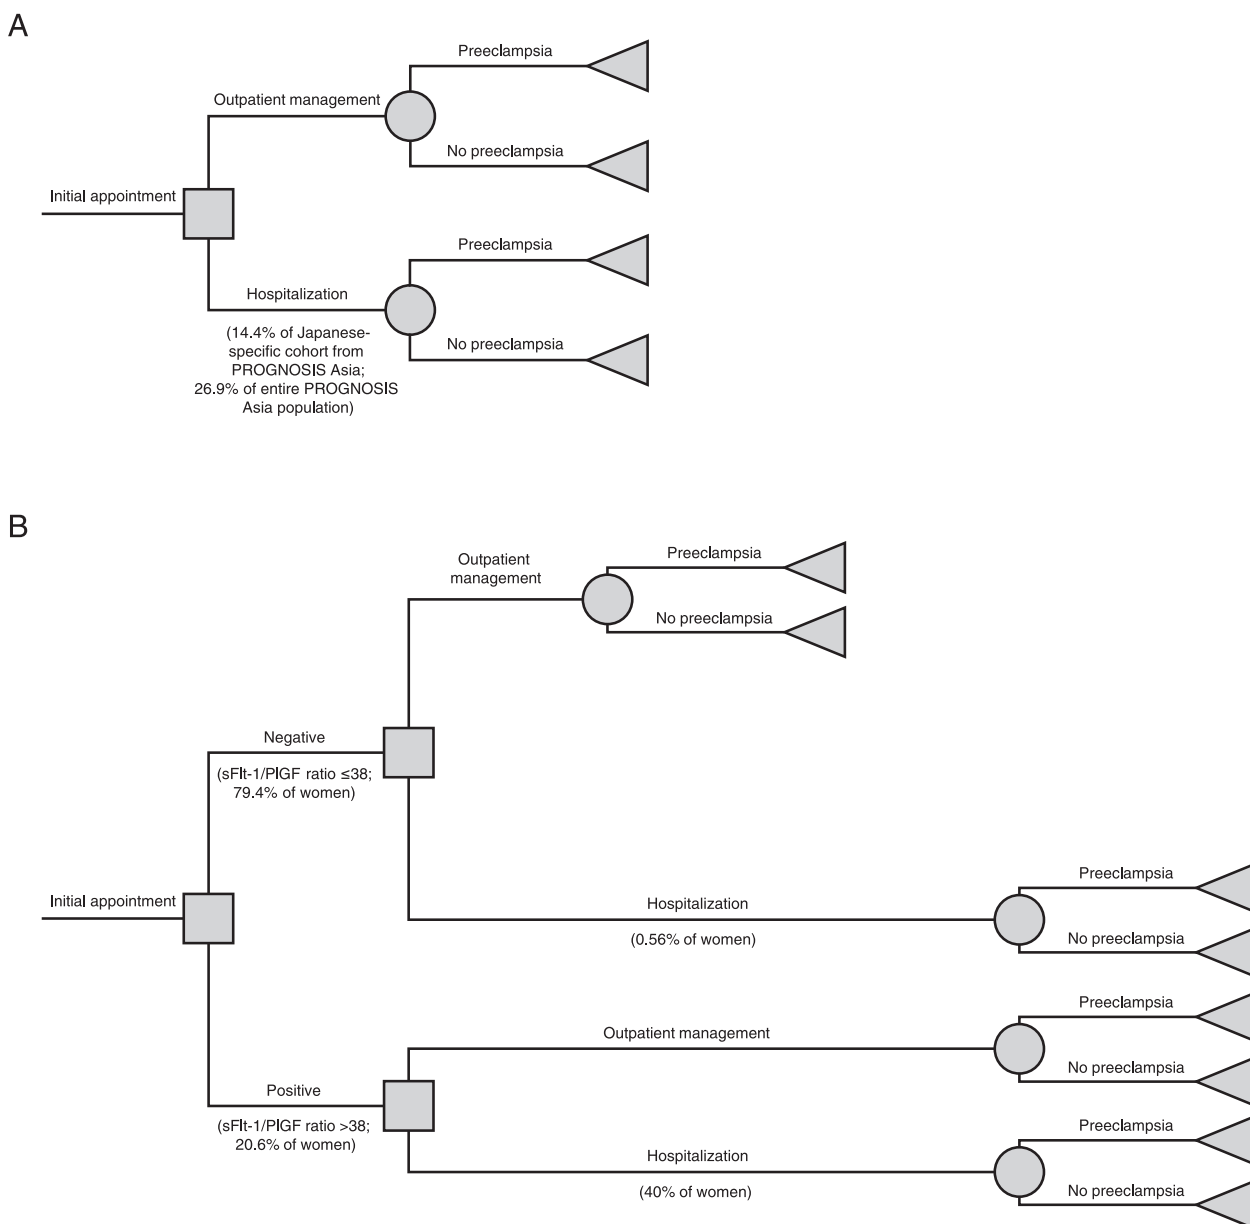 A
Preeclampsia
Outpatient management
No preeclampsia
Initial appointment
Preeclampsia
Hospitalization
(14.4% of Japanese-
specific cohort from
PROGNOSIS Asia;
26.9% of entire PROGNOSIS
Asia population)
No preeclampsia
B
Outpatient
management
Preeclampsia
No preeclampsia
Negative
(sFlt-1/PlGF ratio ≤38;
79.4% of women)
Initial appointment
Hospitalization
(0.56% of women)
Preeclampsia
No preeclampsia
Positive
(sFlt-1/PlGF ratio >38;
20.6% of women)
Outpatient management
Preeclampsia
No preeclampsia
Hospitalization
(40% of women)
Preeclampsia
No preeclampsia